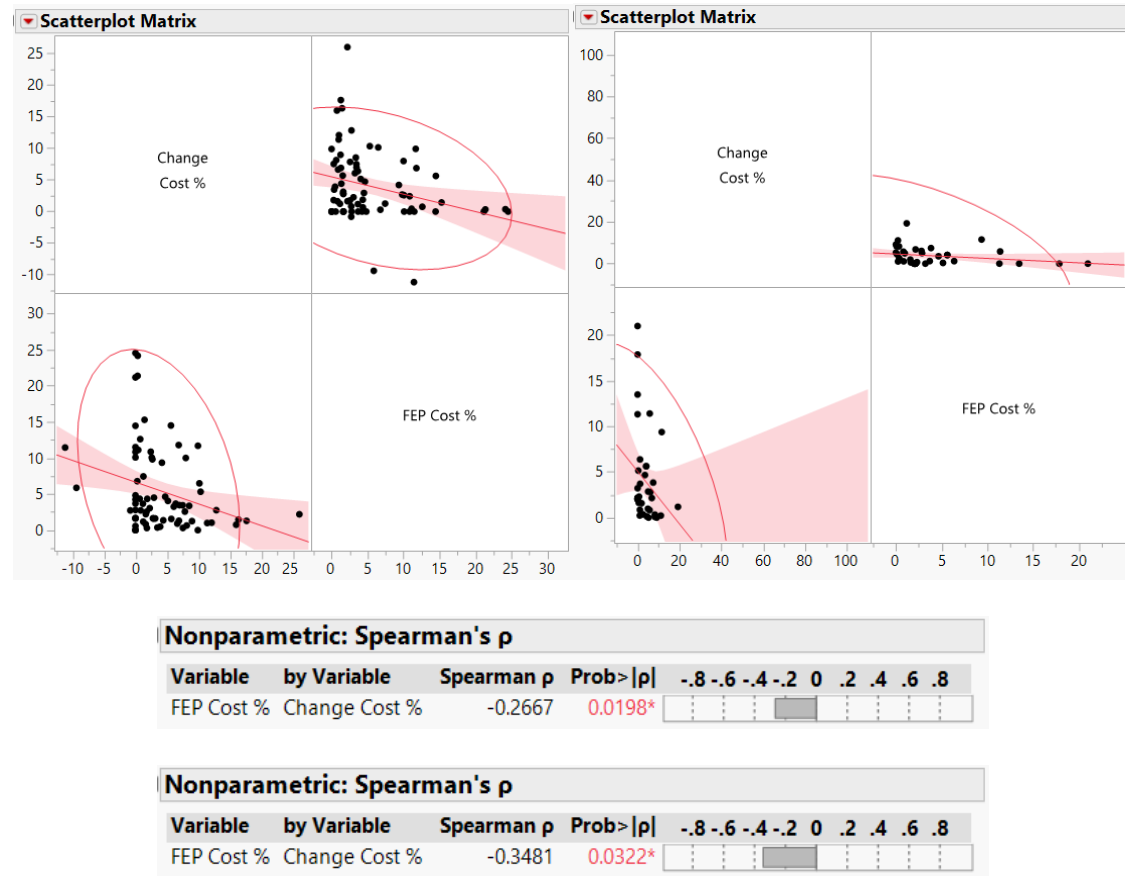 Scatterplot Matrix
25
20
15
10
5
0
-5
-10
Change
Cost %
30
25
20
15
10
5
0
FEP Cost %
-10 -5 0 5 10 15 20 25
0 5 10 15 20 25 30
Scatterplot Matrix
100
80
60
40
20
0
Change
Cost %
20
15
10
5
0
FEP Cost %
0 20 40 60 80 100
0 5 10 15 20
Nonparametric: Spearman's ρ
Variable by Variable Spearman ρ Prob>|ρ| -.8 -.6 -.4 -.2 0 .2 .4 .6 .8
FEP Cost % Change Cost % -0.2667 0.0198*
Nonparametric: Spearman's ρ
Variable by Variable Spearman ρ Prob>|ρ| -.8 -.6 -.4 -.2 0 .2 .4 .6 .8
FEP Cost % Change Cost % -0.3481 0.0322*